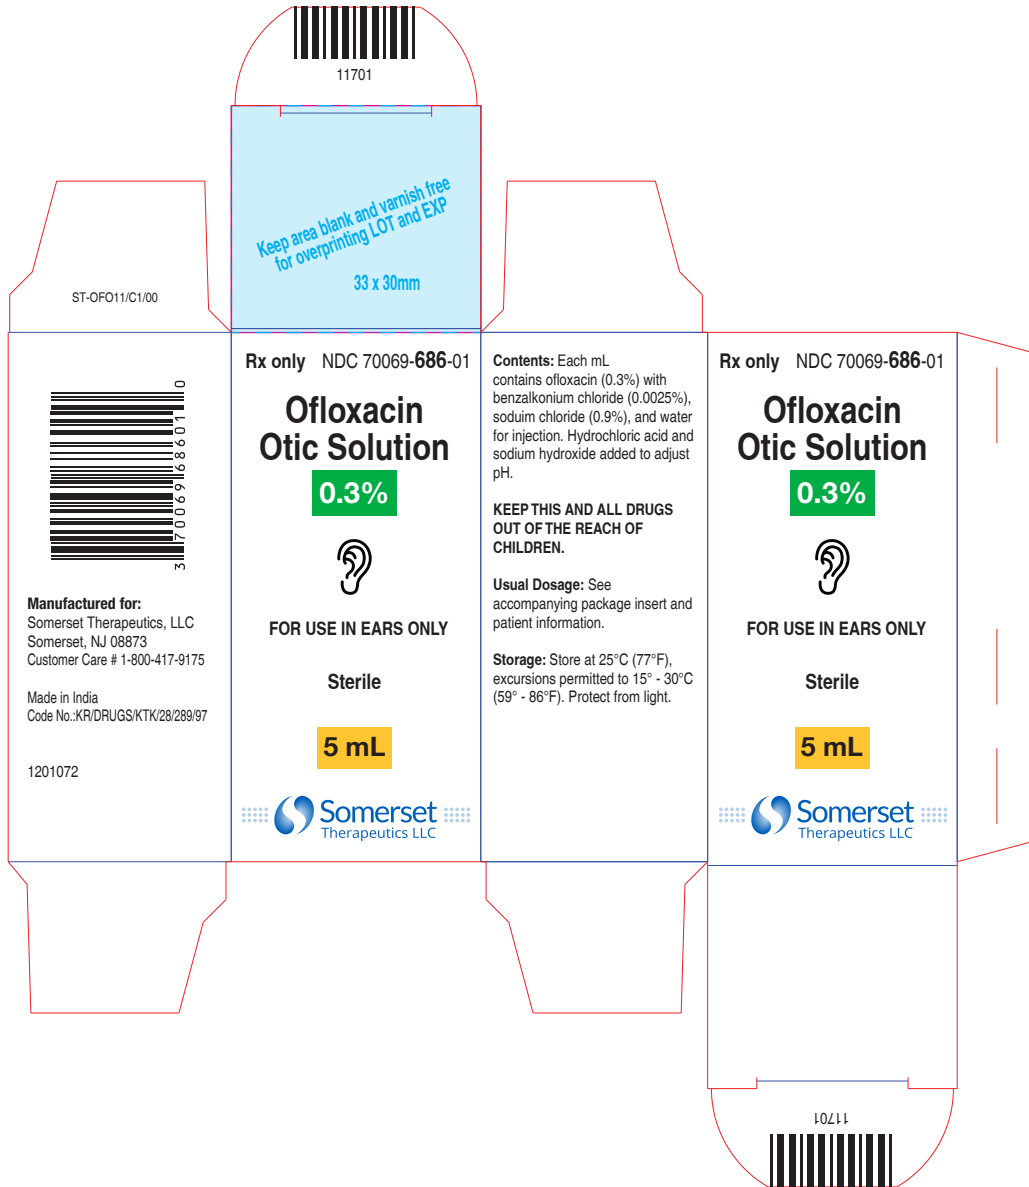 11701
Keep area blank and varnish free
for overprinting LOT and EXP
33 x 30mm
ST-OFO11/C1/00
3 70069 68601 0
Manufactured for:
Somerset Therapeutics, LLC
Somerset, NJ 08873
Customer Care # 1-800-417-9175
Made in India
Code No.:KR/DRUGS/KTK/28/289/97
1201072
Rx only NDC 70069-686-01
Ofloxacin
Otic Solution
0.3%
FOR USE IN EARS ONLY
Sterile
5 mL
Somerset
Therapeutics LLC
Contents: Each mL
contains ofloxacin (0.3%) with
benzalkonium chloride (0.0025%),
soduim chloride (0.9%), and water
for injection. Hydrochloric acid and
sodium hydroxide added to adjust
pH.
KEEP THIS AND ALL DRUGS
OUT OF THE REACH OF
CHILDREN.
Usual Dosage: See
accompanying package insert and
patient information.
Storage: Store at 25°C (77°F),
excursions permitted to 15° - 30°C
(59° - 86°F). Protect from light.
Rx only NDC 70069-686-01
Ofloxacin
Otic Solution
0.3%
FOR USE IN EARS ONLY
Sterile
5 mL
Somerset
Therapeutics LLC
11701